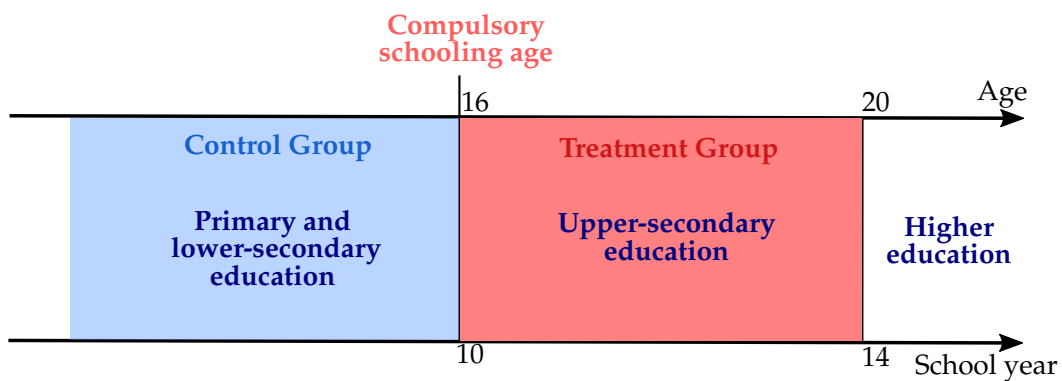 Compulsory
schooling age
16
20
Age
Control Group
Treatment Group
Primary and
lower-secondary
education
Upper-secondary
education
Higher
education
10
14
School year